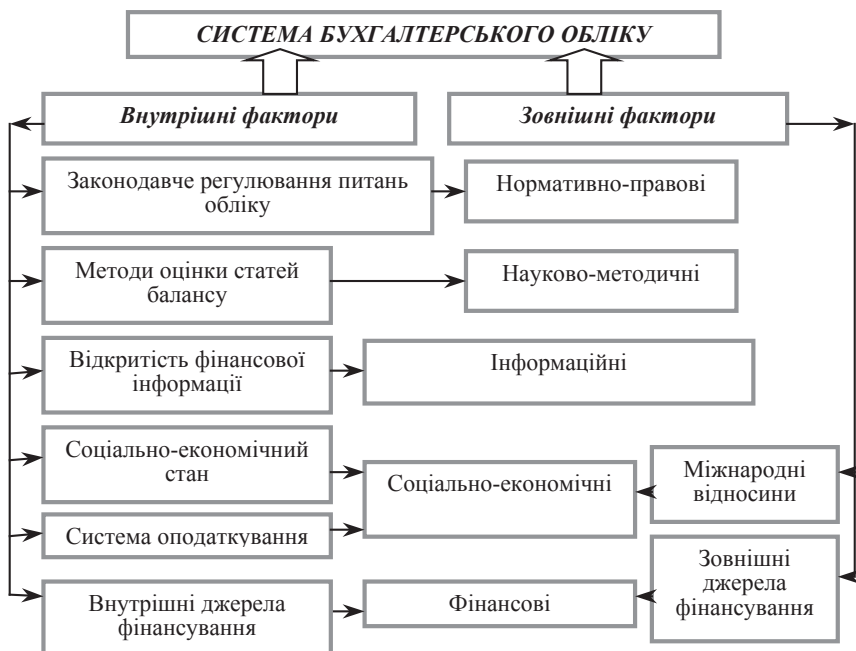 СИСТЕМА БУХГАЛТЕРСЬКОГО ОБЛІКУ
Внутрішні фактори
Зовнішні фактори
Законодавче регулювання питань
обліку
Нормативно-правові
Методи оцінки статей
балансу
Науково-методичні
Відкритість фінансової
інформації
Інформаційні
Соціально-економічний
стан
Соціально-економічні
Міжнародні
відносини
Система оподаткування
Зовнішні
джерела
фінансування
Внутрішні джерела
фінансування
Фінансові